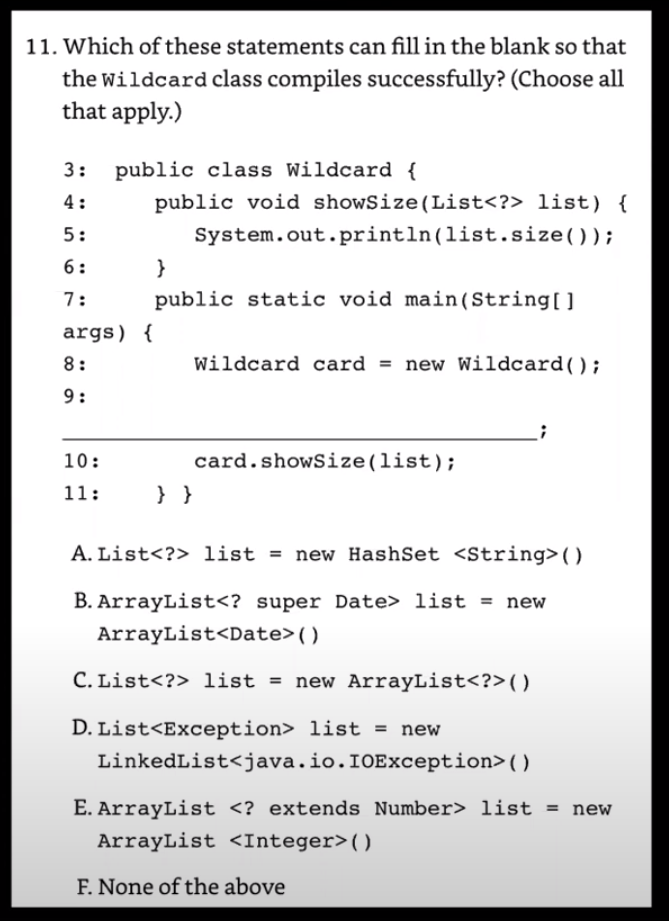 11. Which of these statements can fill in the blank so that
the Wildcard class compiles successfully? (Choose all
that apply.)
3: public class Wildcard {
4: public void showSize(List<?> list) {
5: System.out.println(list.size());
6: }
7: public static void main(String[]
args) {
8: Wildcard card = new Wildcard();
9:
____________________________________;
10: card.showSize(list);
11: } }
A. List<?> list = new HashSet <String>()
B. ArrayList<? super Date> list = new
ArrayList<Date>()
C. List<?> list = new ArrayList<?>()
D. List<Exception> list = new
LinkedList<java.io.IOException>()
E. ArrayList <? extends Number> list = new
ArrayList <Integer>()
F. None of the above